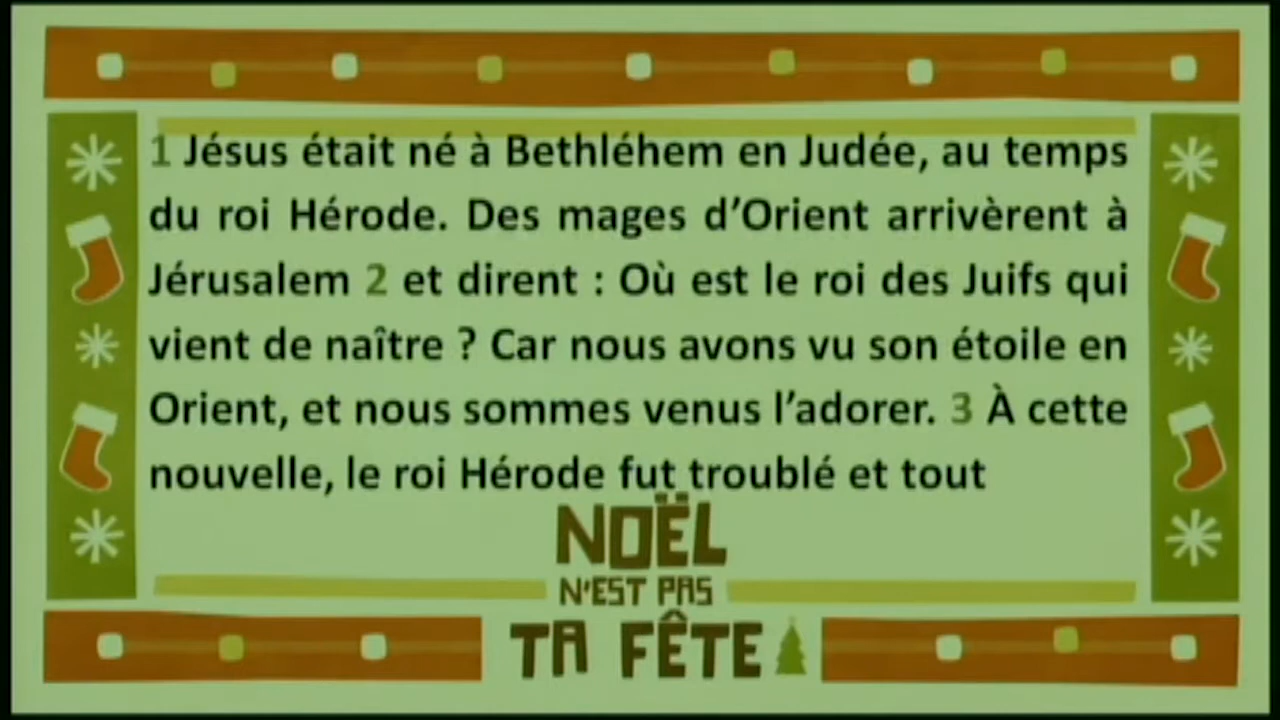 1 Jésus était né à Bethléhem en Judée, au temps
du roi Hérode. Des mages d’Orient arrivèrent à
Jérusalem 2 et dirent : Où est le roi des Juifs qui
vient de naître ? Car nous avons vu son étoile en
Orient, et nous sommes venus l’adorer. 3 À cette
nouvelle, le roi Hérode fut troublé et tout
NOËL
N'EST PAS
TA FÊTE